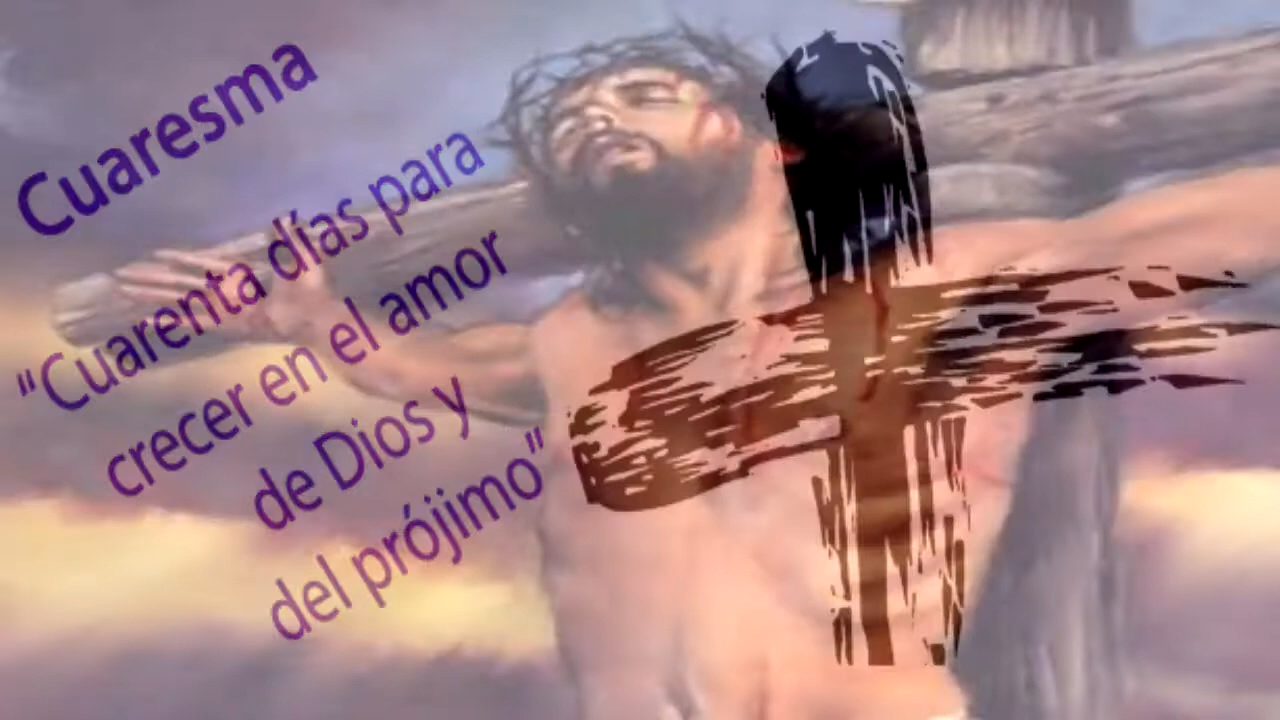 Cuaresma
“Cuarenta días para
crecer en el amor
de Dios y
del prójimo”